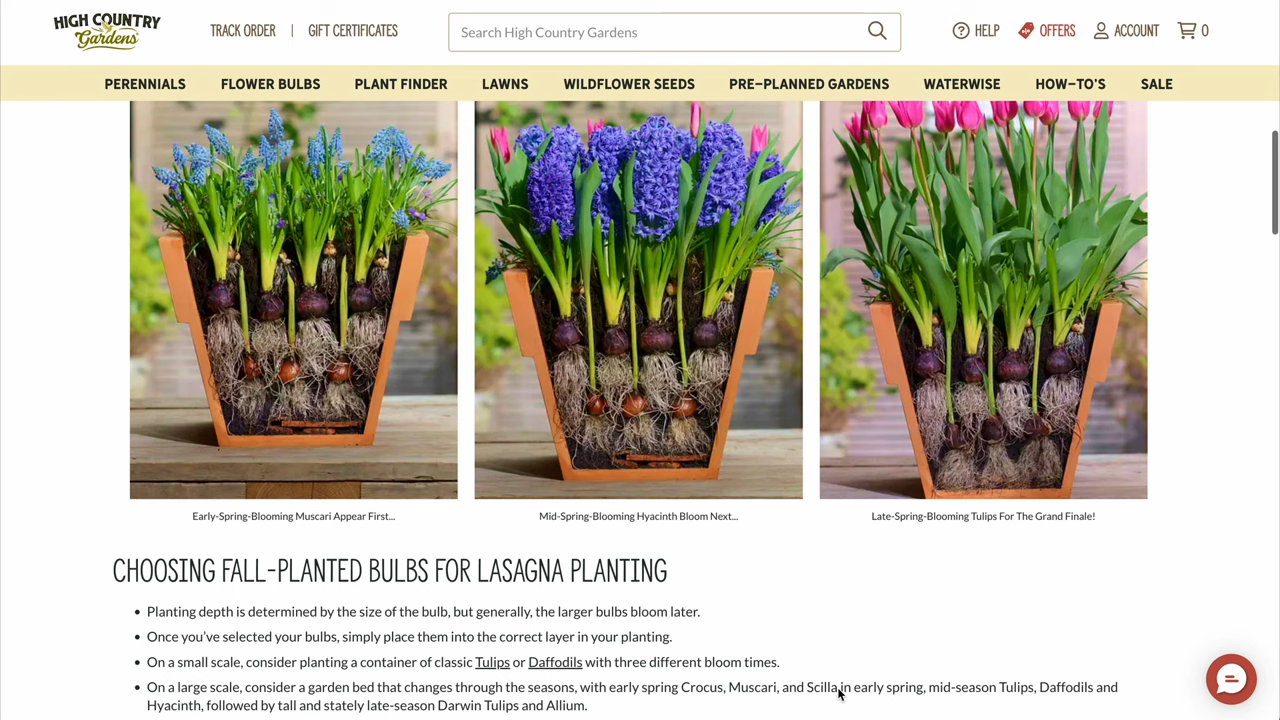 HIGH COUNTRY
Gardens
TRACK ORDER | GIFT CERTIFICATES
Search High Country Gardens
HELP
OFFERS
ACCOUNT
0
PERENNIALS
FLOWER BULBS
PLANT FINDER
LAWNS
WILDFLOWER SEEDS
PRE-PLANNED GARDENS
WATERWISE
HOW-TO'S
SALE
Early-Spring-Blooming Muscari Appear First...
Mid-Spring-Blooming Hyacinth Bloom Next...
Late-Spring-Blooming Tulips For The Grand Finale!
CHOOSING FALL-PLANTED BULBS FOR LASAGNA PLANTING
• Planting depth is determined by the size of the bulb, but generally, the larger bulbs bloom later.
• Once you've selected your bulbs, simply place them into the correct layer in your planting.
• On a small scale, consider planting a container of classic Tulips or Daffodils with three different bloom times.
• On a large scale, consider a garden bed that changes through the seasons, with early spring Crocus, Muscari, and Scilla in early spring, mid-season Tulips, Daffodils and
Hyacinth, followed by tall and stately late-season Darwin Tulips and Allium.